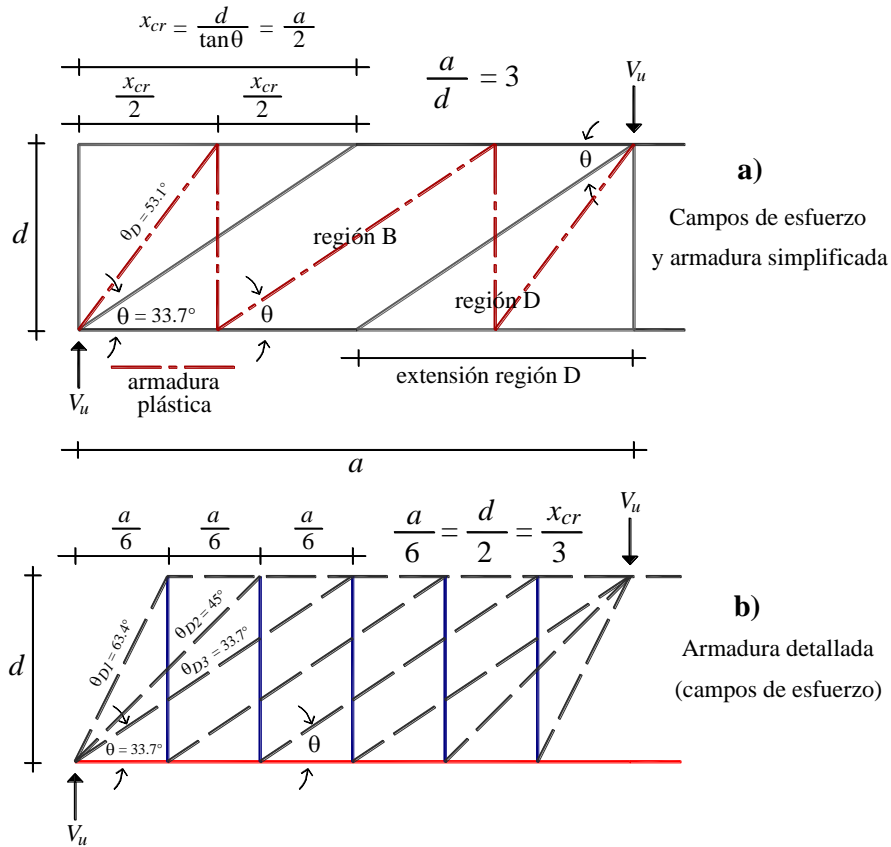 x_cr = d / tanθ = a / 2
x_cr / 2
x_cr / 2
a / d = 3
V_u
d
θ_D = 53.1°
θ = 33.7°
θ
región B
región D
θ
a)
Campos de esfuerzo
y armadura simplificada
V_u
armadura
plástica
extensión región D
a
a / 6
a / 6
a / 6
a / 6 = d / 2 = x_cr / 3
V_u
d
θ_D1 = 63.4°
θ_D2 = 45°
θ_D3 = 33.7°
θ = 33.7°
θ
b)
Armadura detallada
(campos de esfuerzo)
V_u